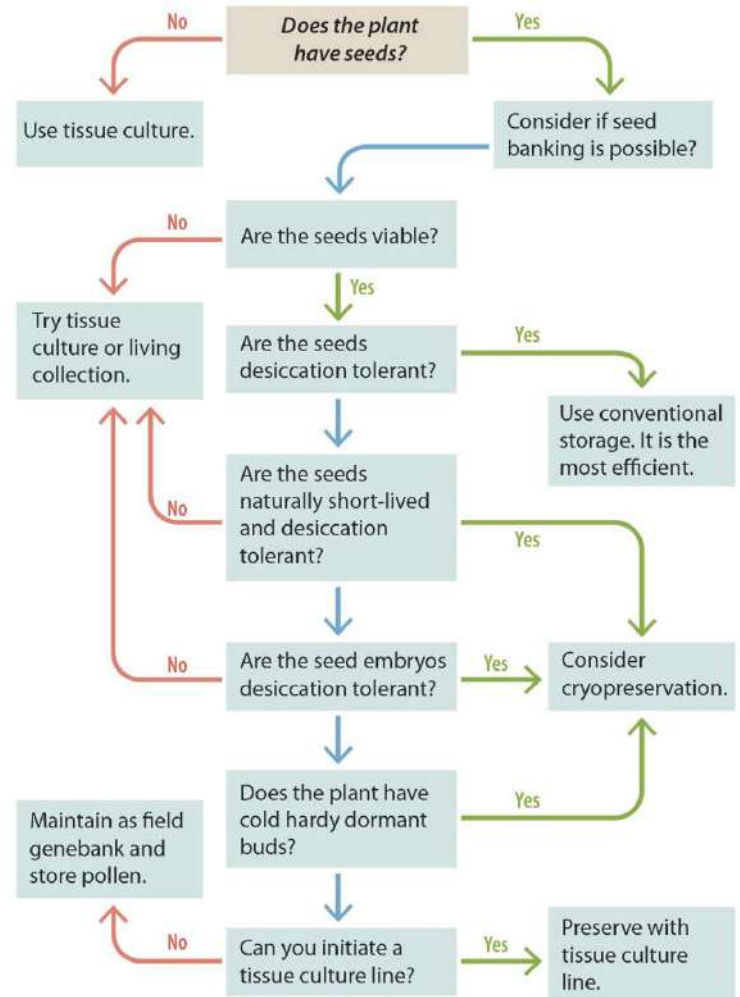 No
Does the plant
have seeds?
Yes
Use tissue culture.
Consider if seed
banking is possible?
No
Are the seeds viable?
Yes
Try tissue
culture or living
collection.
Are the seeds
desiccation tolerant?
Yes
Use conventional
storage. It is the
most efficient.
Are the seeds
naturally short-lived
and desiccation
tolerant?
No
Yes
No
Are the seed embryos
desiccation tolerant?
Yes
Consider
cryopreservation.
Does the plant have
cold hardy dormant
buds?
Yes
Maintain as field
genebank and
store pollen.
No
Can you initiate a
tissue culture line?
Yes
Preserve with
tissue culture
line.